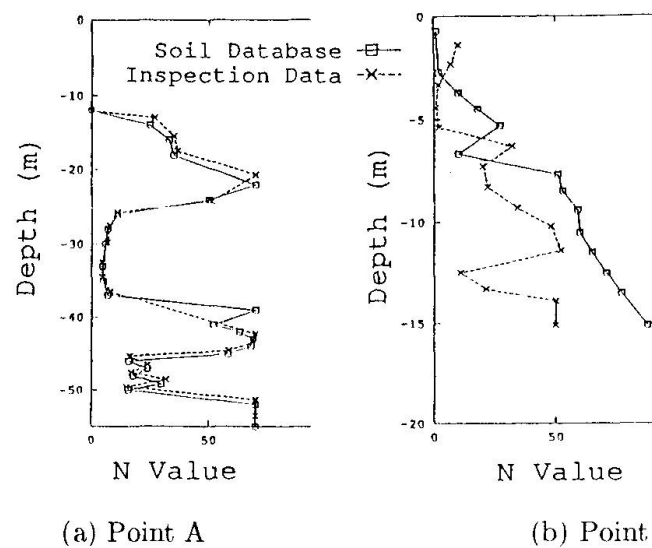 0
-10
-20
-30
-40
-50
0
50
Depth (m)
N Value
Soil Database
Inspection Data
0
-5
-10
-15
-20
0
50
Depth (m)
N Value
(a) Point A
(b) Point